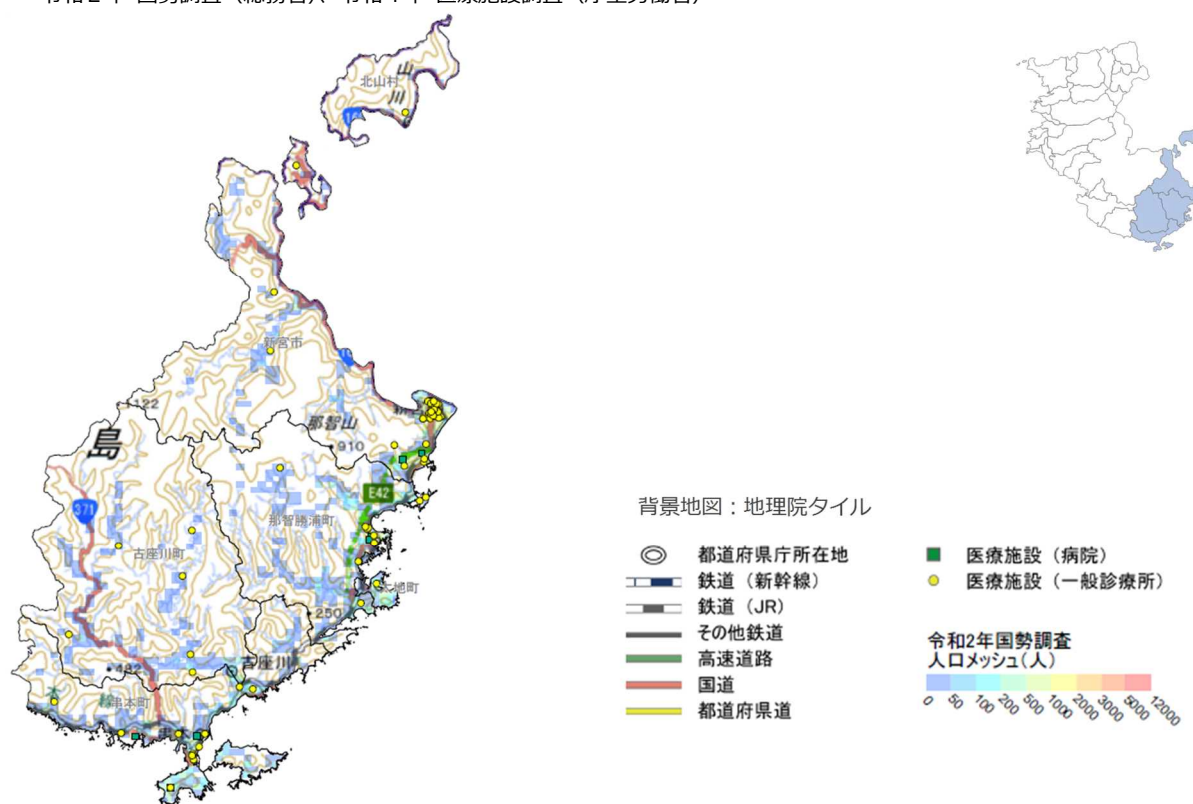 北山村
山
川
新宮市
1122
那智山
910
島
E42
371
那智勝浦町
古座川町
太地町
250
古座川
482
串本町
背景地図：地理院タイル
都道府県庁所在地
鉄道（新幹線）
鉄道（JR）
その他鉄道
高速道路
国道
都道府県道
医療施設（病院）
医療施設（一般診療所）
令和2年国勢調査
人口メッシュ（人）
0 50 100 200 500 1000 2000 3000 5000 12000